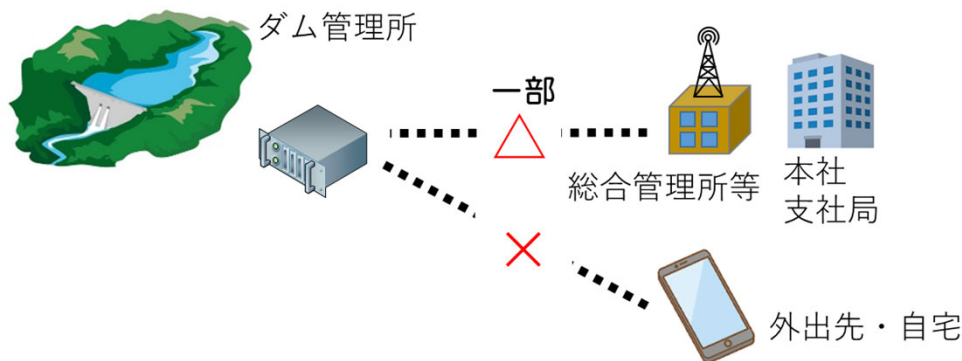 ダム管理所
一部
総合管理所等
本社
支社局
外出先・自宅